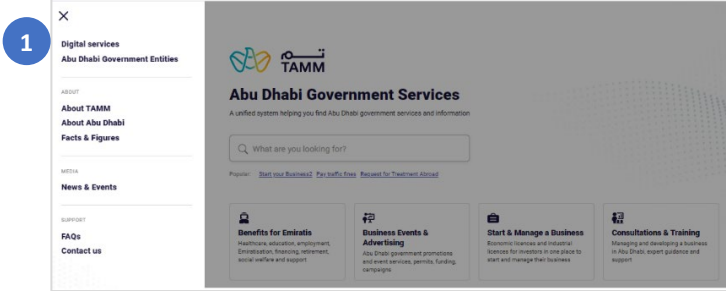 1
Digital services
Abu Dhabi Government Entities
ABOUT
About TAMM
About Abu Dhabi
Facts & Figures
MEDIA
News & Events
SUPPORT
FAQs
Contact us
تم
TAMM
Abu Dhabi Government Services
A unified system helping you find Abu Dhabi government services and information
What are you looking for?
Popular: Start your Business? Pay traffic fines Request for Treatment Abroad
Benefits for Emiratis
Healthcare, education, employment,
Emiratisation, financing, retirement,
social welfare and support
Business Events &
Advertising
Abu Dhabi government promotions
and event services, permits, funding,
campaigns
Start & Manage a Business
Economic licences and industrial
licences for investors in one place to
start and manage their business
Consultations & Training
Managing and developing a business
in Abu Dhabi, expert guidance and
support